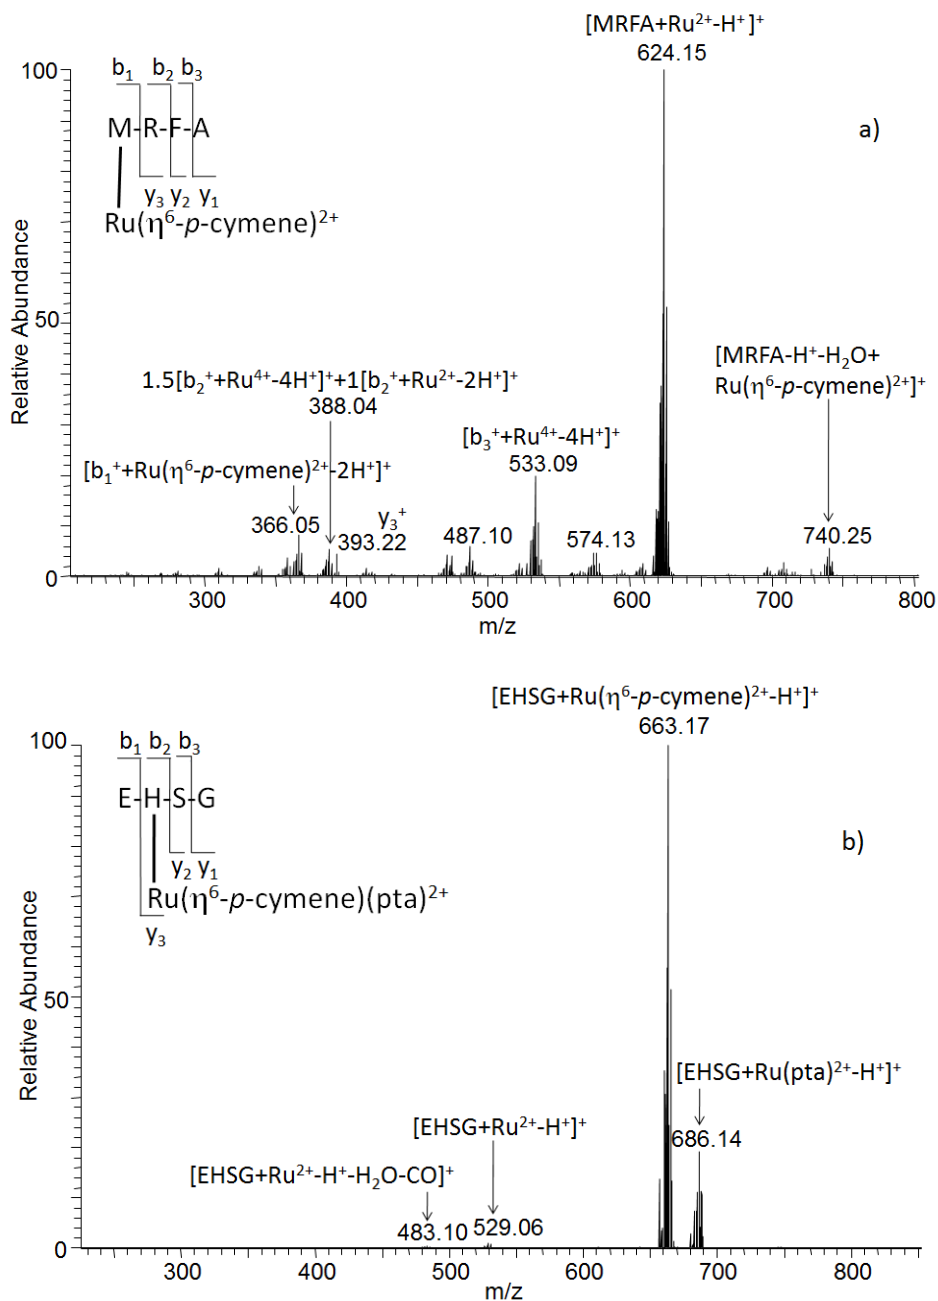 [MRFA+Ru²⁺-H⁺]⁺
624.15
100
b₁ b₂ b₃
M-R-F-A
a)
y₃ y₂ y₁
Ru(η⁶-p-cymene)²⁺
Relative Abundance
50
[MRFA-H⁺-H₂O+
Ru(η⁶-p-cymene)²⁺]⁺
1.5[b₂⁺+Ru⁴⁺-4H⁺]⁺+1[b₂⁺+Ru²⁺-2H⁺]⁺
388.04
[b₃⁺+Ru⁴⁺-4H⁺]⁺
533.09
[b₁⁺+Ru(η⁶-p-cymene)²⁺-2H⁺]⁺
366.05
y₃⁺
393.22
487.10
574.13
740.25
0
300 400 500 600 700 800
m/z
[EHSG+Ru(η⁶-p-cymene)²⁺-H⁺]⁺
663.17
100
b₁ b₂ b₃
E-H-S-G
b)
y₂ y₁
Ru(η⁶-p-cymene)(pta)²⁺
y₃
Relative Abundance
50
[EHSG+Ru(pta)²⁺-H⁺]⁺
686.14
[EHSG+Ru²⁺-H⁺]⁺
[EHSG+Ru²⁺-H⁺-H₂O-CO]⁺
483.10 529.06
0
300 400 500 600 700 800
m/z